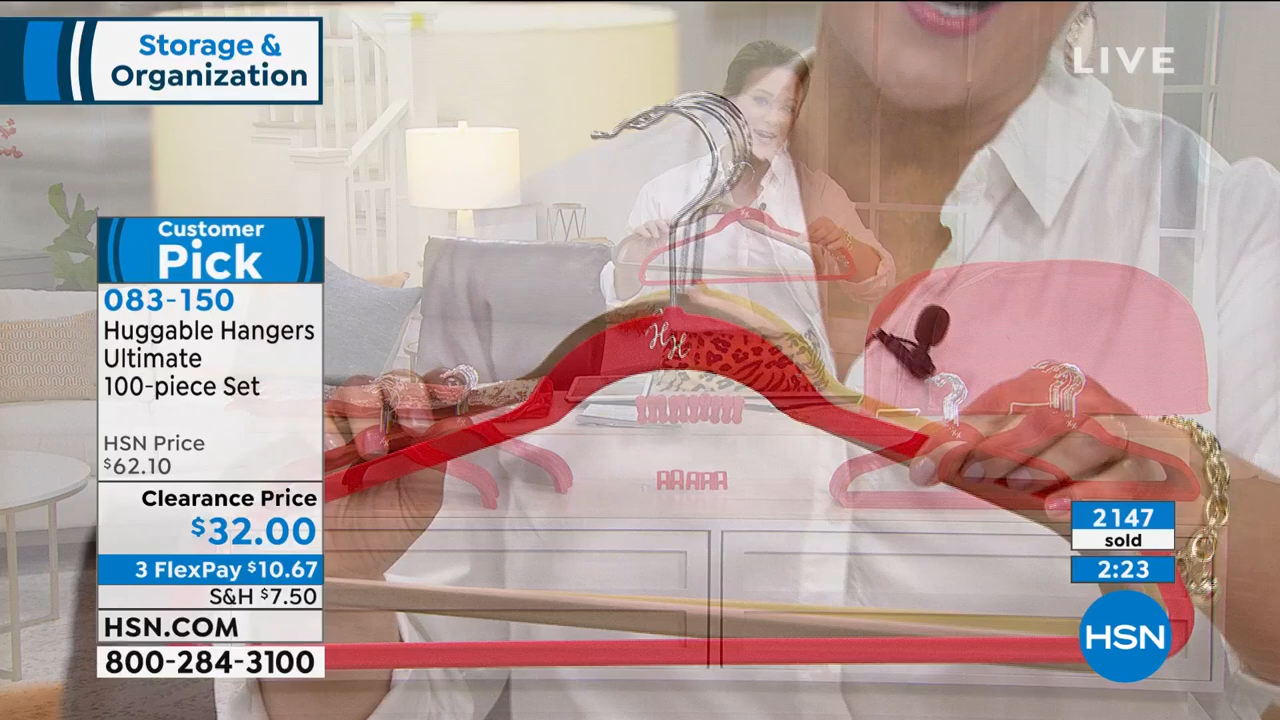 Storage &
Organization
LIVE
Customer
Pick
083-150
Huggable Hangers
Ultimate
100-piece Set
HSN Price
$62.10
Clearance Price
$32.00
3 FlexPay $10.67
S&H $7.50
HSN.COM
800-284-3100
HH
2147
sold
2:23
HSN